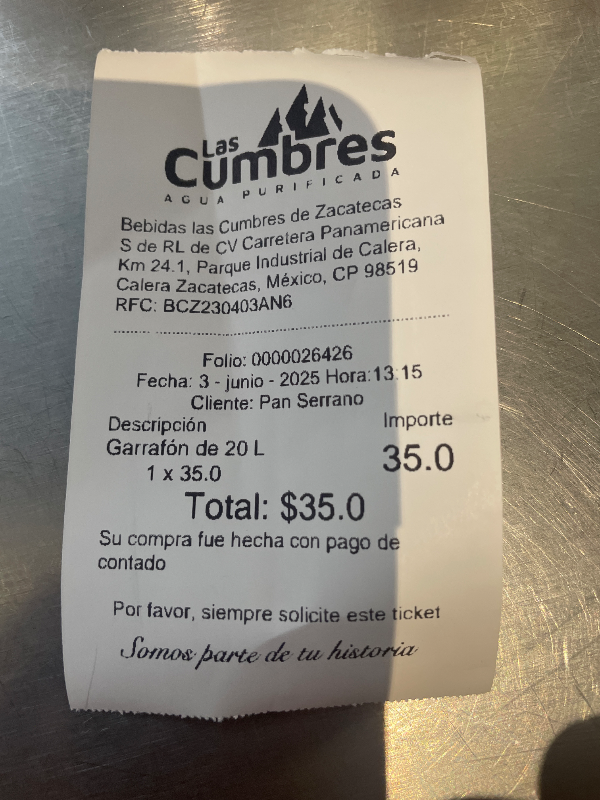 Las
Cumbres
AGUA PURIFICADA
Bebidas las Cumbres de Zacatecas
S de RL de CV Carretera Panamericana
Km 24.1, Parque Industrial de Calera,
Calera Zacatecas, México, CP 98519
RFC: BCZ230403AN6
Folio: 0000026426
Fecha: 3 - junio - 2025 Hora:13:15
Cliente: Pan Serrano
Descripción Importe
Garrafón de 20 L
1 x 35.0 35.0
Total: $35.0
Su compra fue hecha con pago de
contado
Por favor, siempre solicite este ticket
Somos parte de tu historia